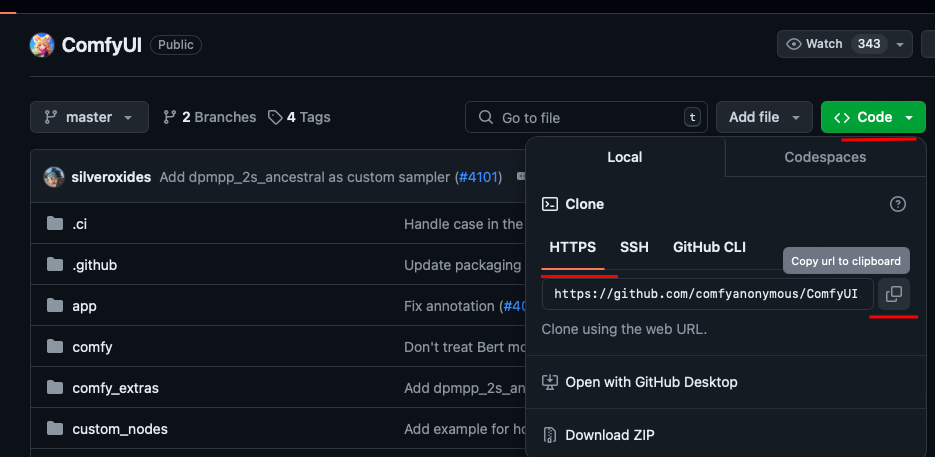 ComfyUI Public
Watch 343
master 2 Branches 4 Tags
Go to file t
Add file
Code
silveroxides Add dpmpp_2s_ancestral as custom sampler (#4101)
.ci Handle case in the
.github Update packaging
app Fix annotation (#40
comfy Don't treat Bert mo
comfy_extras Add dpmpp_2s_an
custom_nodes Add example for ho
Local Codespaces
Clone
HTTPS SSH GitHub CLI
Copy url to clipboard
https://github.com/comfyanonymous/ComfyUI
Clone using the web URL.
Open with GitHub Desktop
Download ZIP